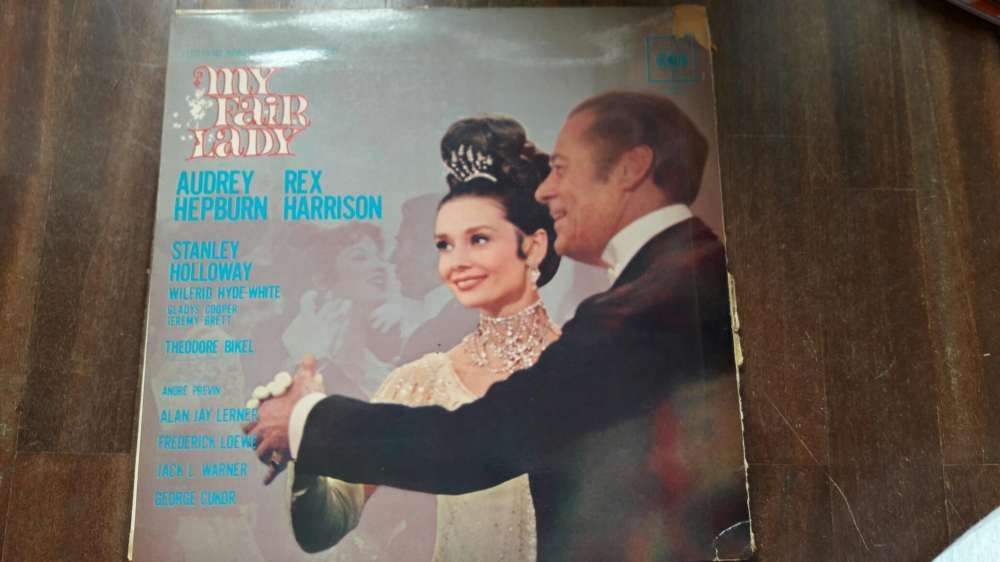 MY
FAIR
LADY
AUDREY REX
HEPBURN HARRISON
STANLEY
HOLLOWAY
WILFRID HYDE-WHITE
GLADYS COOPER
JEREMY BRETT
THEODORE BIKEL
ANDRÉ PREVIN
ALAN JAY LERNER
FREDERICK LOEWE
JACK L. WARNER
GEORGE CUKOR
CBS